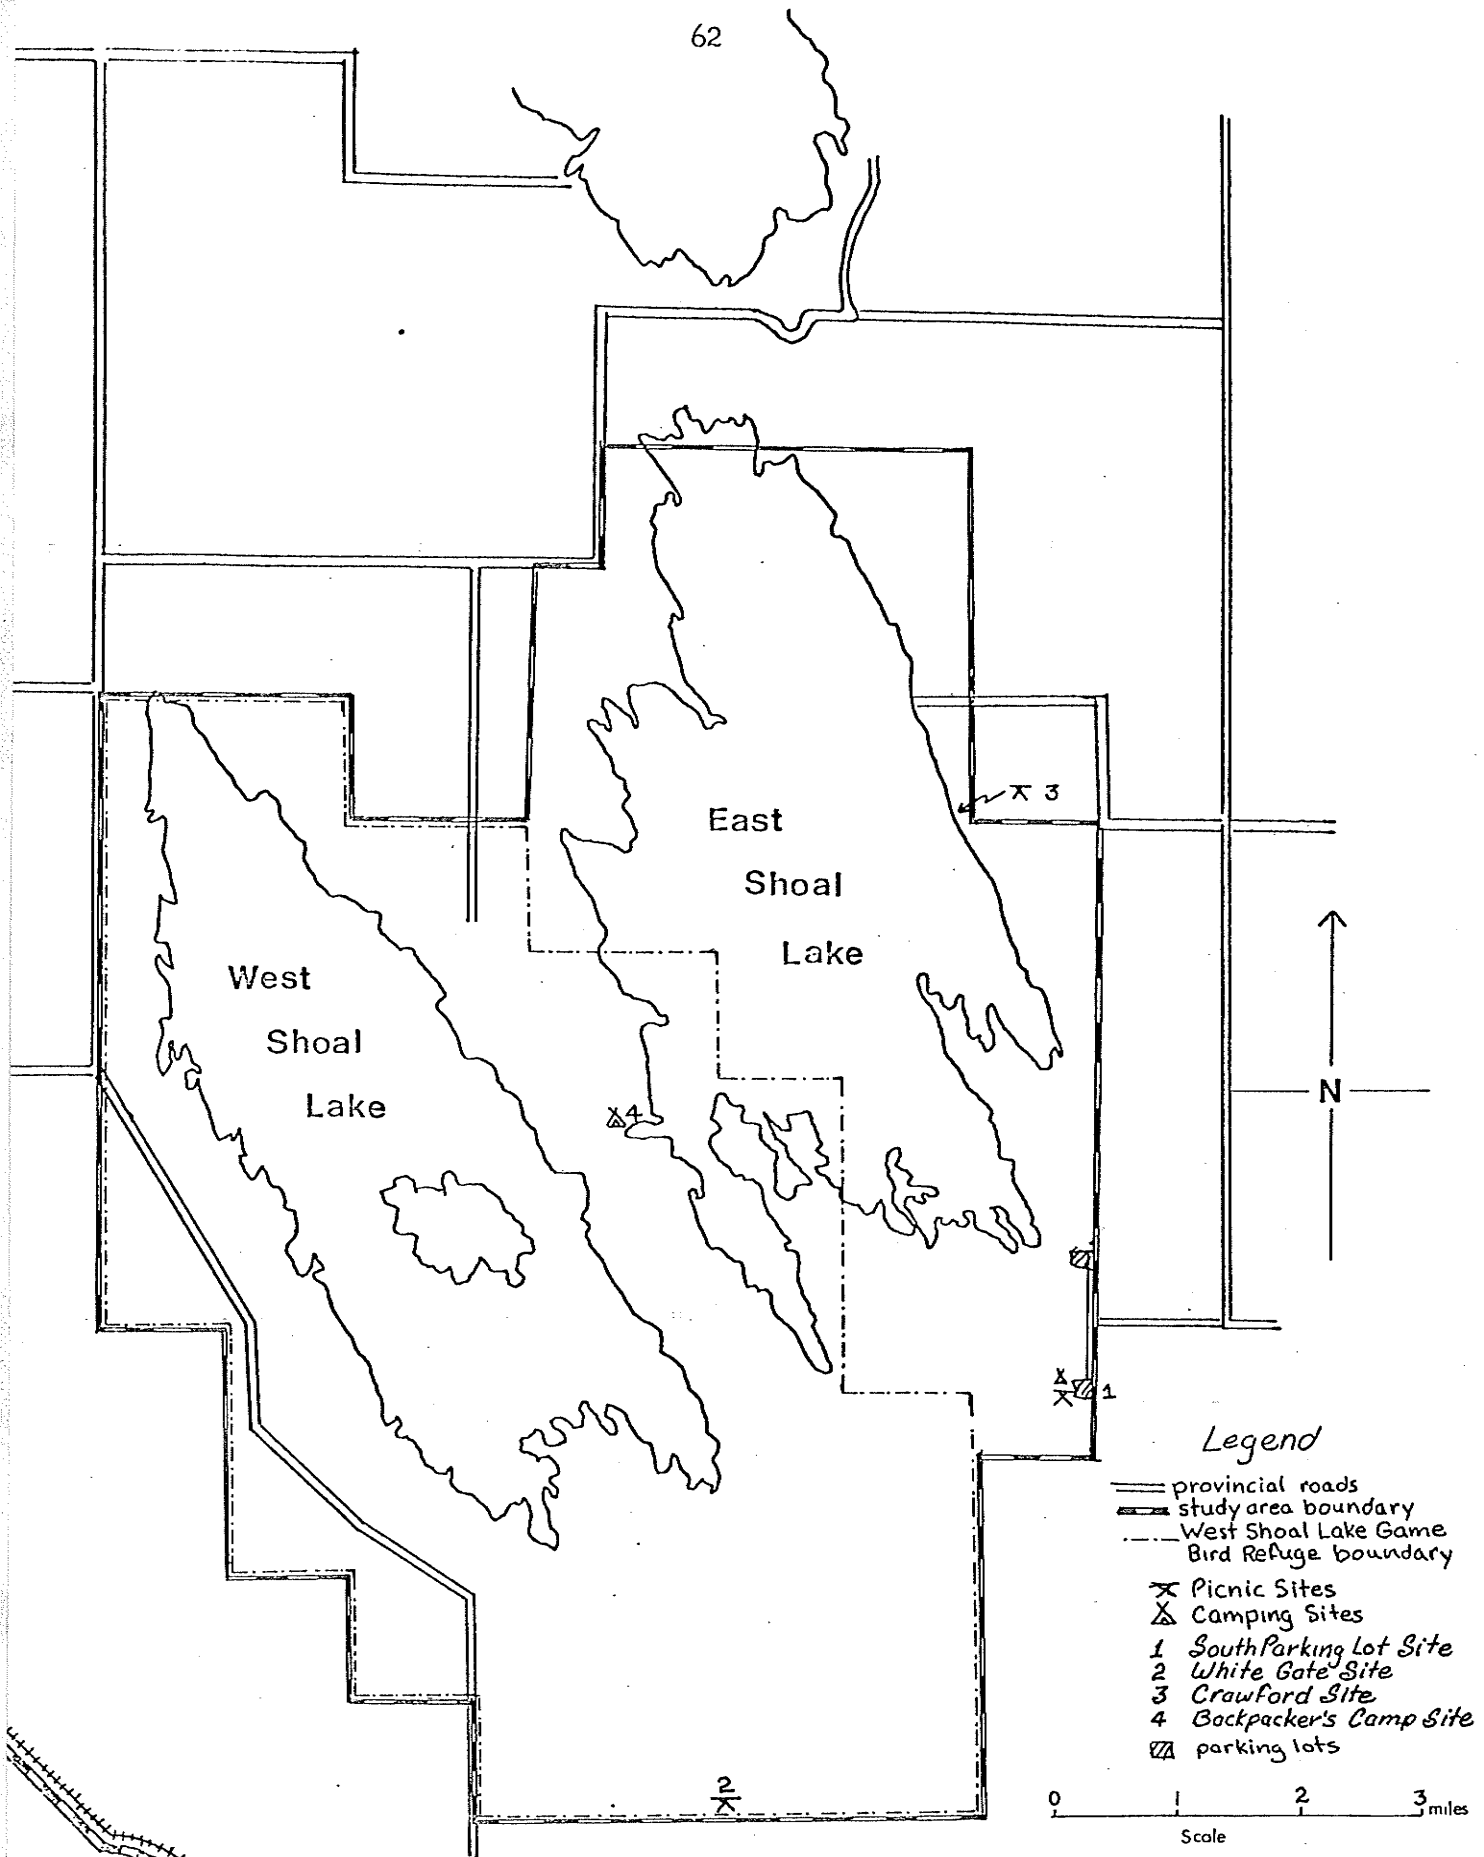 62
East
Shoal
Lake
3
West
Shoal
Lake
4
N
1
2
Legend
provincial roads
study area boundary
West Shoal Lake Game
Bird Refuge boundary
Picnic Sites
Camping Sites
1 South Parking Lot Site
2 White Gate Site
3 Crawford Site
4 Backpacker's Camp Site
parking lots
0 1 2 3 miles
Scale